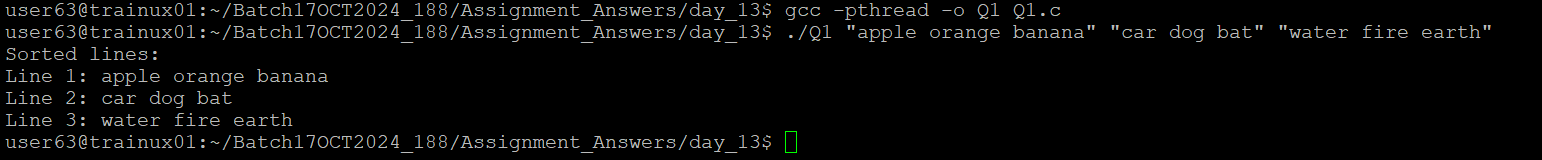 user63@trainux01:~/Batch17OCT2024_188/Assignment_Answers/day_13$ gcc -pthread -o Q1 Q1.c
user63@trainux01:~/Batch17OCT2024_188/Assignment_Answers/day_13$ ./Q1 "apple orange banana" "car dog bat" "water fire earth"
Sorted lines:
Line 1: apple orange banana
Line 2: car dog bat
Line 3: water fire earth
user63@trainux01:~/Batch17OCT2024_188/Assignment_Answers/day_13$